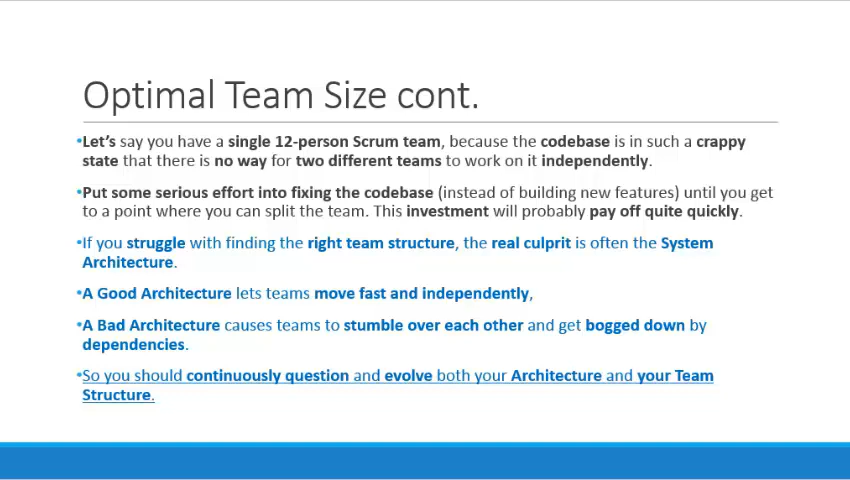 Optimal Team Size cont.
•Let's say you have a single 12-person Scrum team, because the codebase is in such a crappy
state that there is no way for two different teams to work on it independently.
•Put some serious effort into fixing the codebase (instead of building new features) until you get
to a point where you can split the team. This investment will probably pay off quite quickly.
•If you struggle with finding the right team structure, the real culprit is often the System
Architecture.
•A Good Architecture lets teams move fast and independently,
•A Bad Architecture causes teams to stumble over each other and get bogged down by
dependencies.
•So you should continuously question and evolve both your Architecture and your Team
Structure.